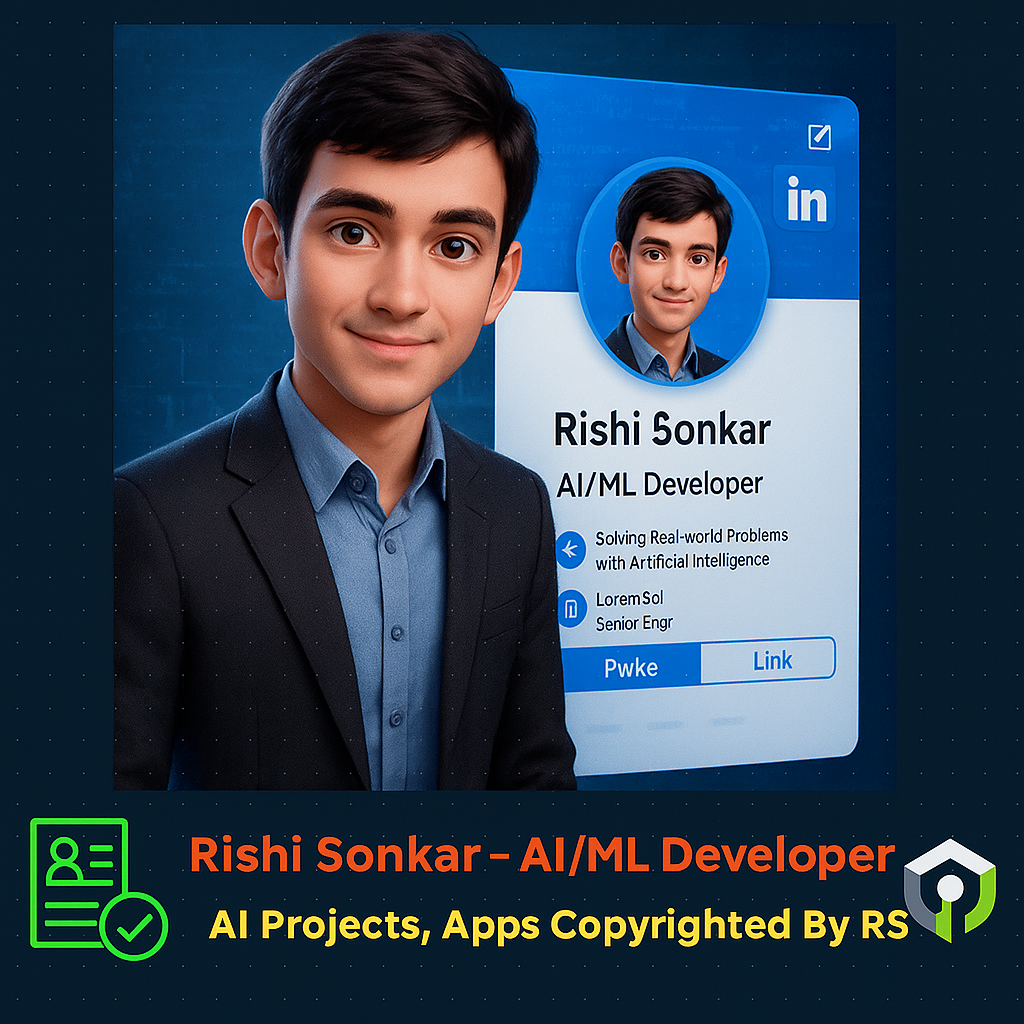 in
Rishi Sonkar
AI/ML Developer
Solving Real-world Problems
with Artificial Intelligence
LoremSol
Senior Engr
Pwke
Link
Rishi Sonkar – AI/ML Developer
AI Projects, Apps Copyrighted By RS